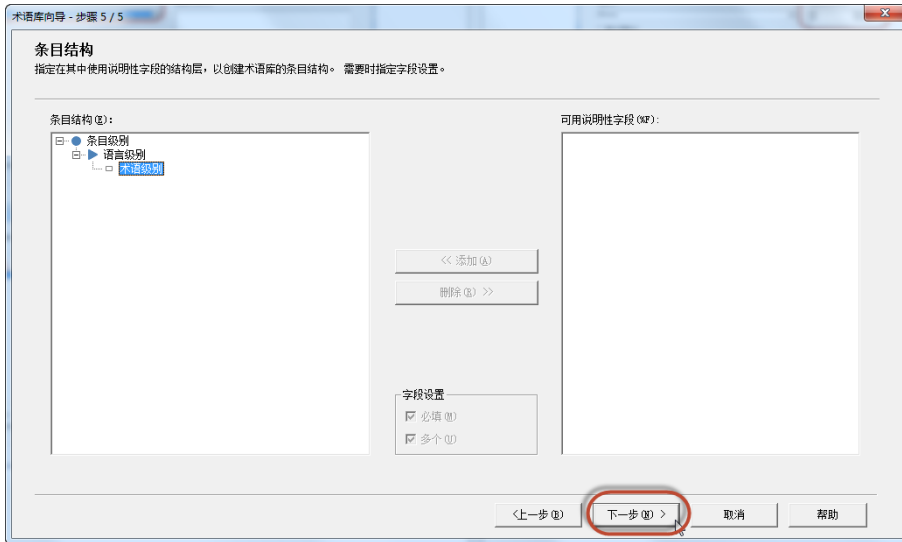 术语库向导 - 步骤 5 / 5
条目结构
指定在其中使用说明性字段的结构层，以创建术语库的条目结构。 需要时指定字段设置。
条目结构(E):
可用说明性字段(%F):
条目级别
语言级别
术语级别
<< 添加(A)
删除(R) >>
字段设置
必填(M)
多个(U)
<上一步(B)
下一步(N) >
取消
帮助